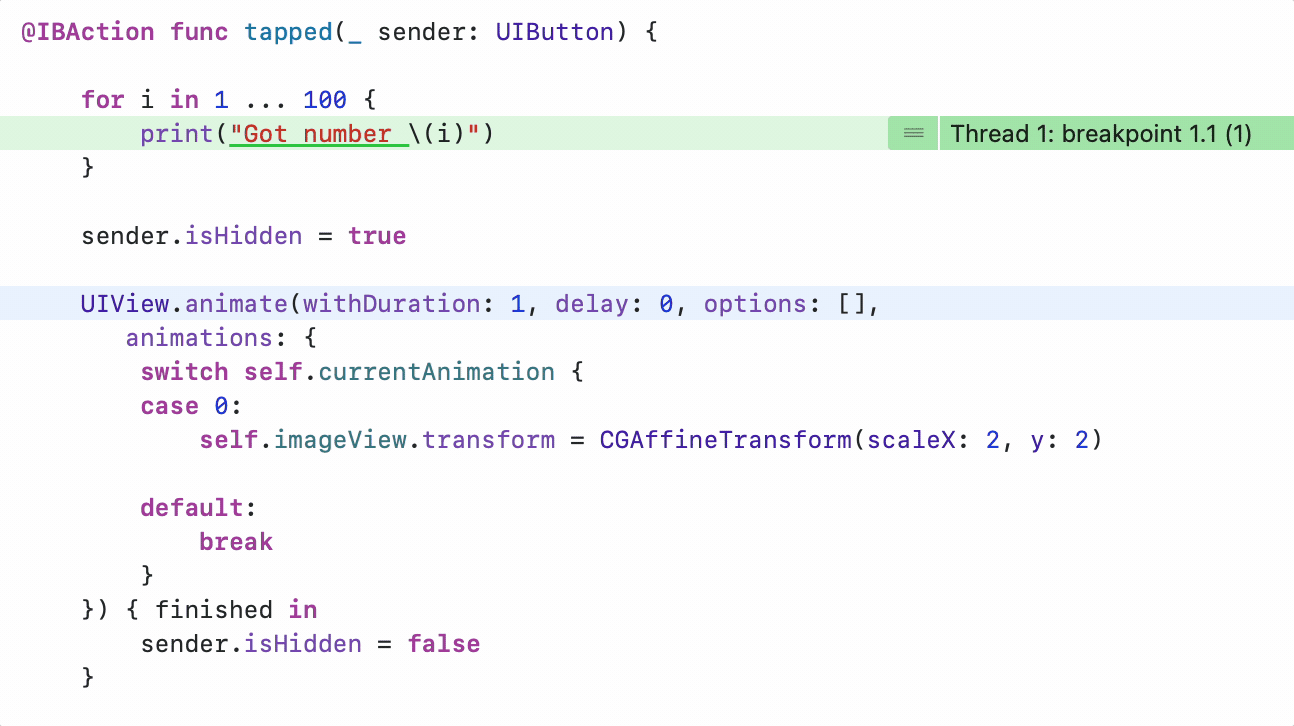 @IBAction func tapped(_ sender: UIButton) {
for i in 1 ... 100 {
print("Got number \(i)")
Thread 1: breakpoint 1.1 (1)
}
sender.isHidden = true
UIView.animate(withDuration: 1, delay: 0, options: [],
animations: {
switch self.currentAnimation {
case 0:
self.imageView.transform = CGAffineTransform(scaleX: 2, y: 2)
default:
break
}
}) { finished in
sender.isHidden = false
}